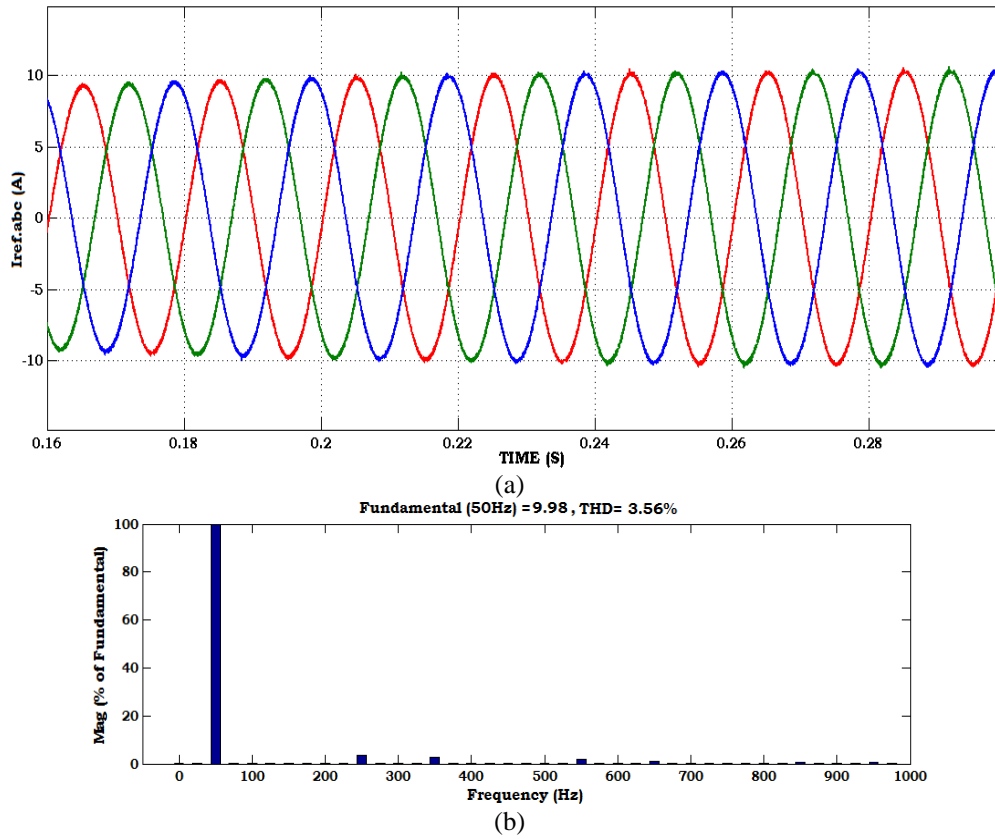 Iref.abc (A)
10
5
0
-5
-10
0.16 0.18 0.2 0.22 0.24 0.26 0.28
TIME (S)
(a)
Fundamental (50Hz) =9.98 , THD= 3.56%
Mag (% of Fundamental)
100
80
60
40
20
0
0 100 200 300 400 500 600 700 800 900 1000
Frequency (Hz)
(b)